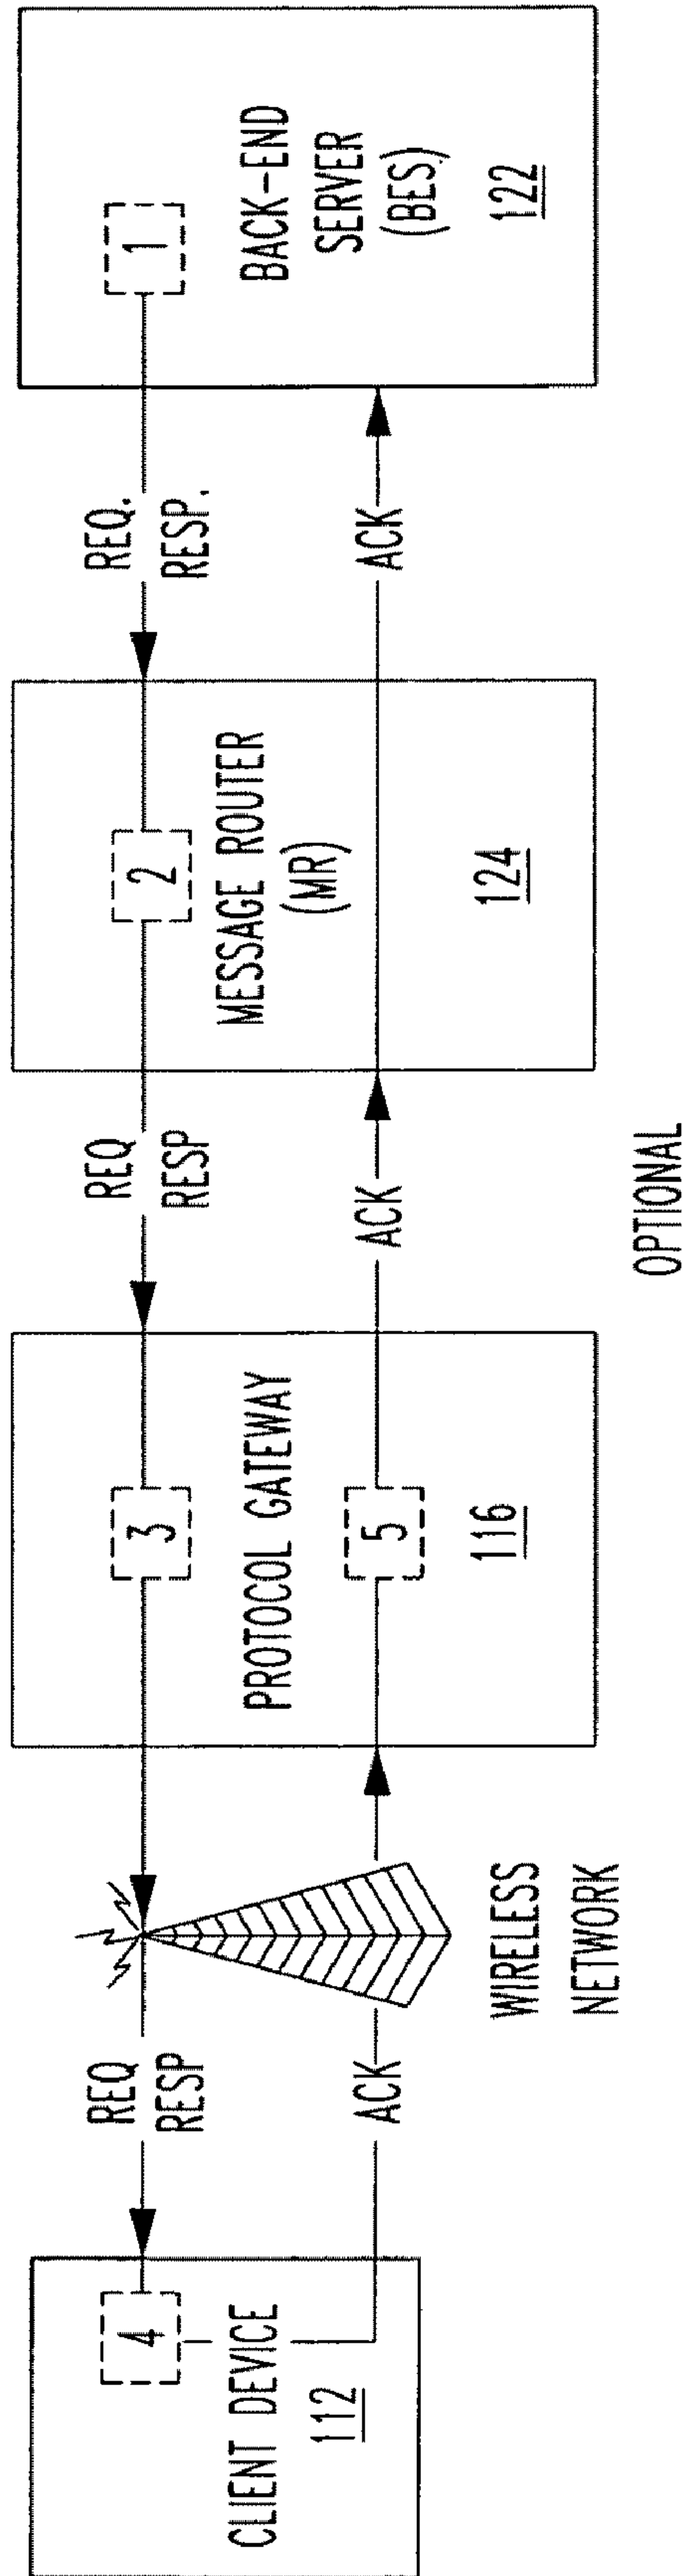 CLIENT DEVICE
112
4
REQ
RESP
ACK
WIRELESS
NETWORK
PROTOCOL GATEWAY
116
3
5
REQ
RESP
ACK
OPTIONAL
MESSAGE ROUTER
(MR)
124
2
REQ.
RESP.
ACK
1
BACK-END
SERVER
(BES)
122